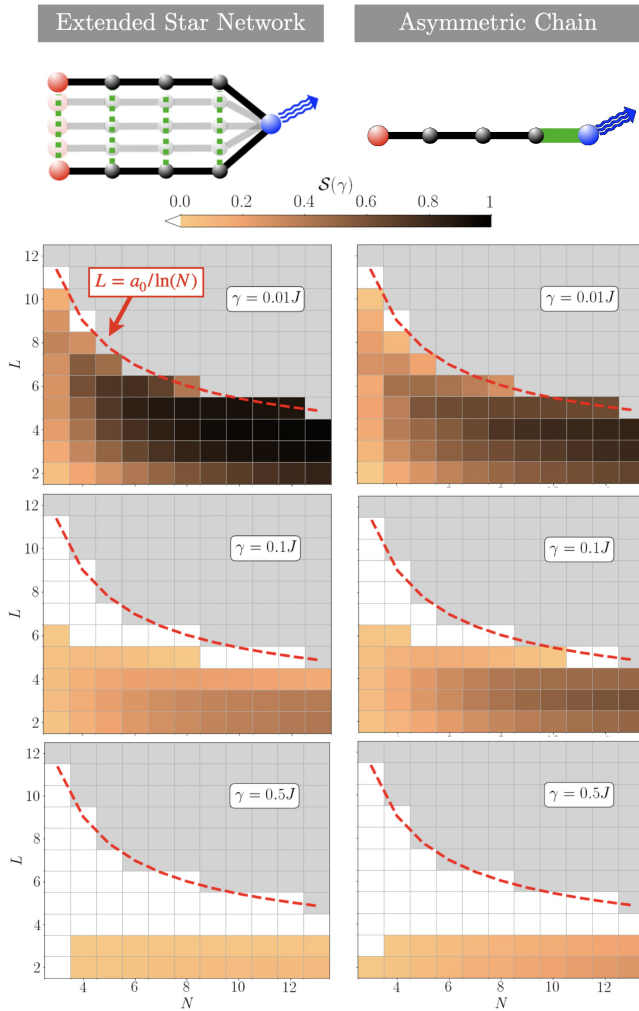 Extended Star Network
Asymmetric Chain
S(γ)
0.0 0.2 0.4 0.6 0.8 1
12
10
8
6
4
2
L
L = a₀/ln(N)
γ = 0.01J
γ = 0.01J
12
10
8
6
4
2
L
γ = 0.1J
γ = 0.1J
12
10
8
6
4
2
L
γ = 0.5J
γ = 0.5J
4 6 8 10 12
N
4 6 8 10 12
N